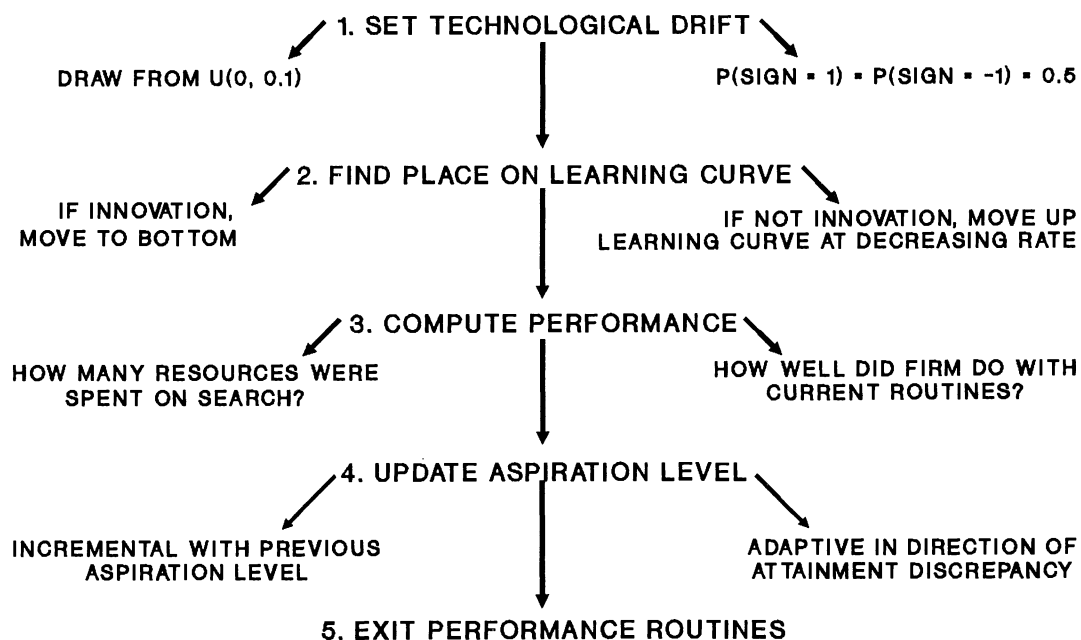 1. SET TECHNOLOGICAL DRIFT
DRAW FROM U(0, 0.1)
P(SIGN = 1) = P(SIGN = -1) = 0.5
2. FIND PLACE ON LEARNING CURVE
IF INNOVATION,
MOVE TO BOTTOM
IF NOT INNOVATION, MOVE UP
LEARNING CURVE AT DECREASING RATE
3. COMPUTE PERFORMANCE
HOW MANY RESOURCES WERE
SPENT ON SEARCH?
HOW WELL DID FIRM DO WITH
CURRENT ROUTINES?
4. UPDATE ASPIRATION LEVEL
INCREMENTAL WITH PREVIOUS
ASPIRATION LEVEL
ADAPTIVE IN DIRECTION OF
ATTAINMENT DISCREPANCY
5. EXIT PERFORMANCE ROUTINES